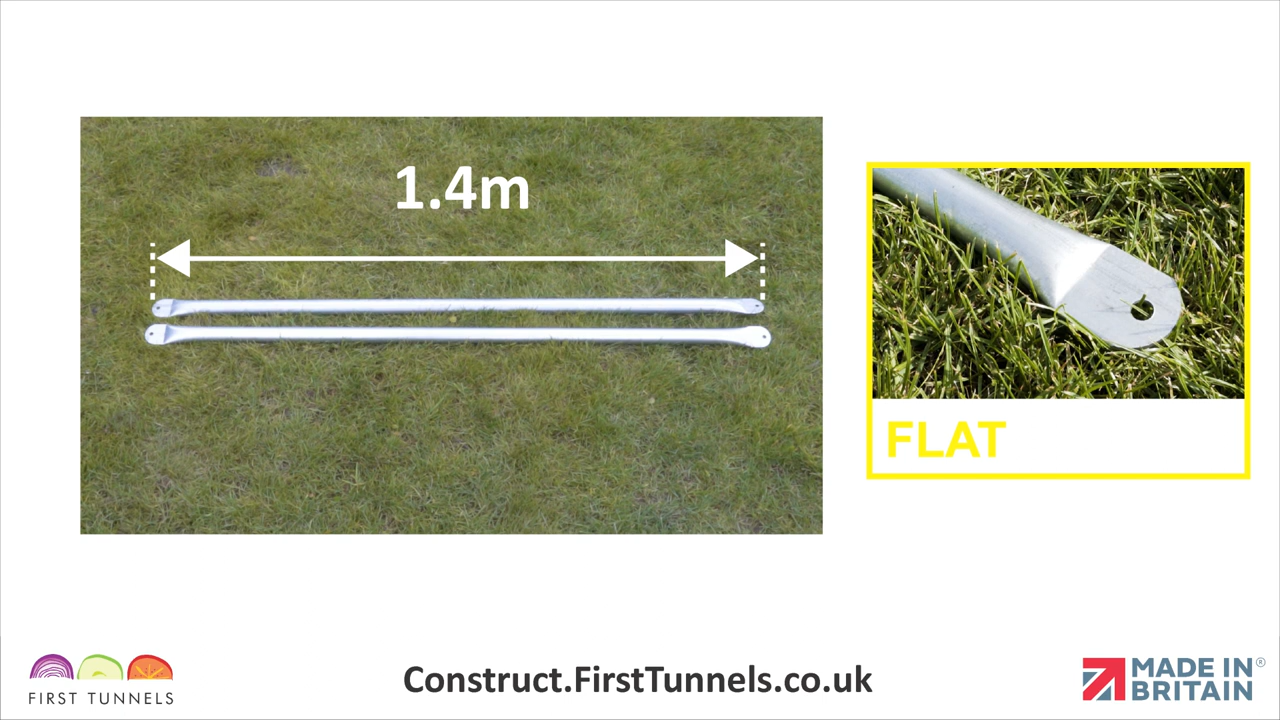 1.4m
FLAT
FIRST TUNNELS
Construct.FirstTunnels.co.uk
MADE IN®
BRITAIN